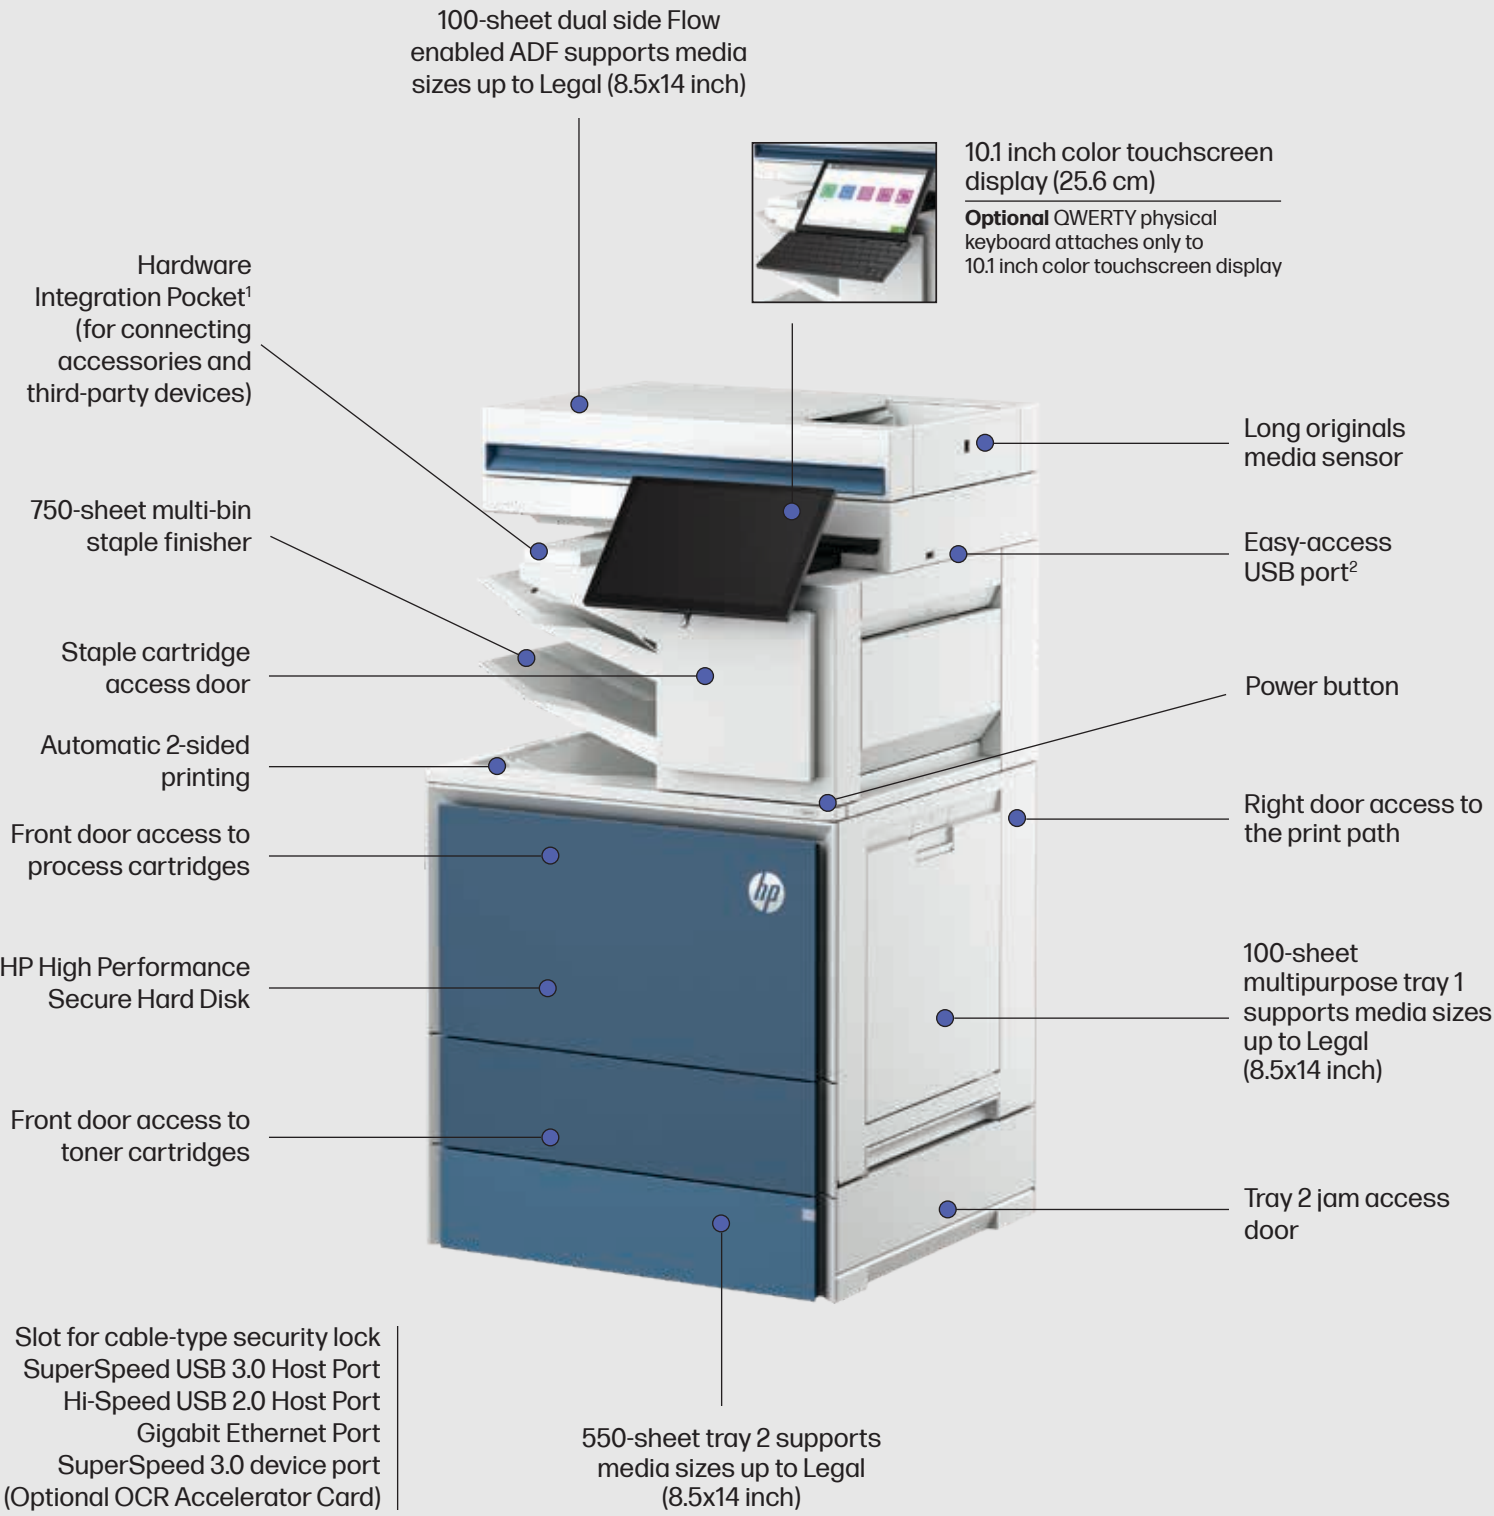 100-sheet dual side Flow
enabled ADF supports media
sizes up to Legal (8.5x14 inch)
10.1 inch color touchscreen
display (25.6 cm)
Optional QWERTY physical
keyboard attaches only to
10.1 inch color touchscreen display
Hardware
Integration Pocket¹
(for connecting
accessories and
third-party devices)
750-sheet multi-bin
staple finisher
Staple cartridge
access door
Automatic 2-sided
printing
Front door access to
process cartridges
HP High Performance
Secure Hard Disk
Front door access to
toner cartridges
Long originals
media sensor
Easy-access
USB port²
Power button
Right door access to
the print path
hp
100-sheet
multipurpose tray 1
supports media sizes
up to Legal
(8.5x14 inch)
Tray 2 jam access
door
Slot for cable-type security lock
SuperSpeed USB 3.0 Host Port
Hi-Speed USB 2.0 Host Port
Gigabit Ethernet Port
SuperSpeed 3.0 device port
(Optional OCR Accelerator Card)
550-sheet tray 2 supports
media sizes up to Legal
(8.5x14 inch)